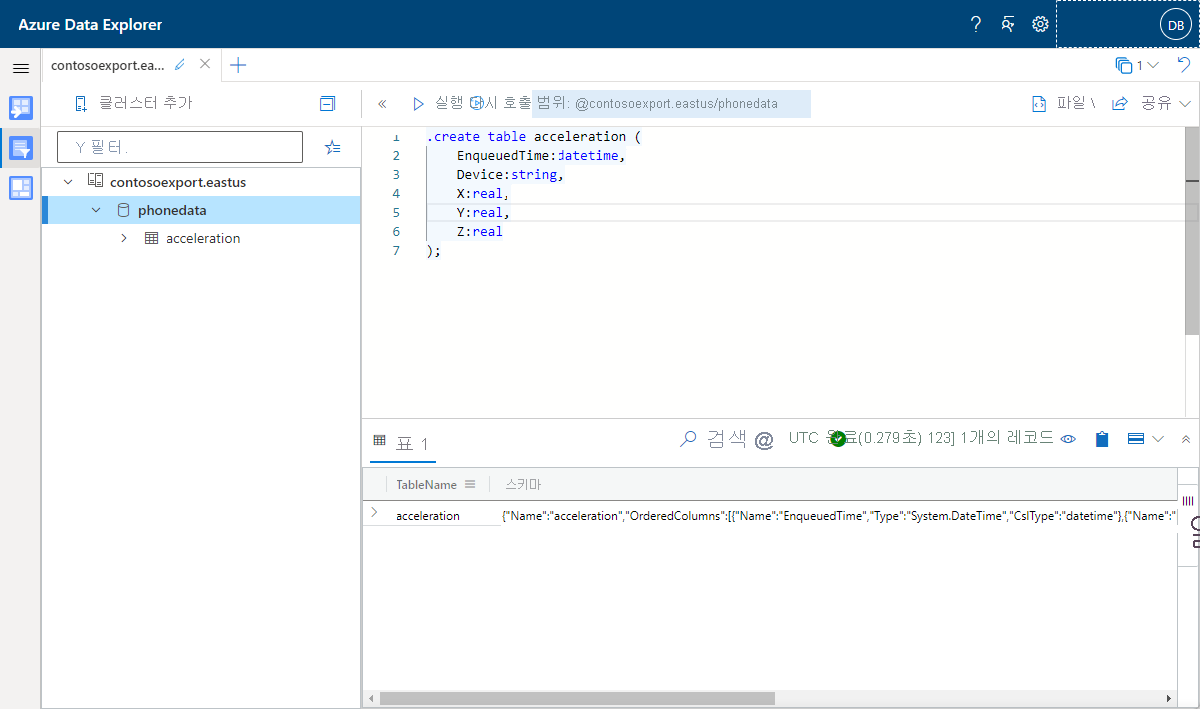 Azure Data Explorer
? DB
contosoexport.ea...
1
클러스터 추가
« 실행 호출 범위: @contosoexport.eastus/phonedata
파일 \ 공유
필터.
contosoexport.eastus
phonedata
acceleration
1 .create table acceleration (
2 EnqueuedTime:datetime,
3 Device:string,
4 X:real,
5 Y:real,
6 Z:real
7 );
표 1
검색 @ UTC 완료(0.279초) 123] 1개의 레코드
TableName 스키마
acceleration {"Name":"acceleration","OrderedColumns":[{"Name":"EnqueuedTime","Type":"System.DateTime","CslType":"datetime"},{"Name":"